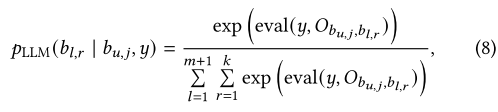 p_LLM(b_{l,r} | b_{u,j}, y) = exp(eval(y, O_{b_{u,j},b_{l,r}})) / ∑_{l=1}^{m+1} ∑_{r=1}^{k} exp(eval(y, O_{b_{u,j},b_{l,r}})), (8)